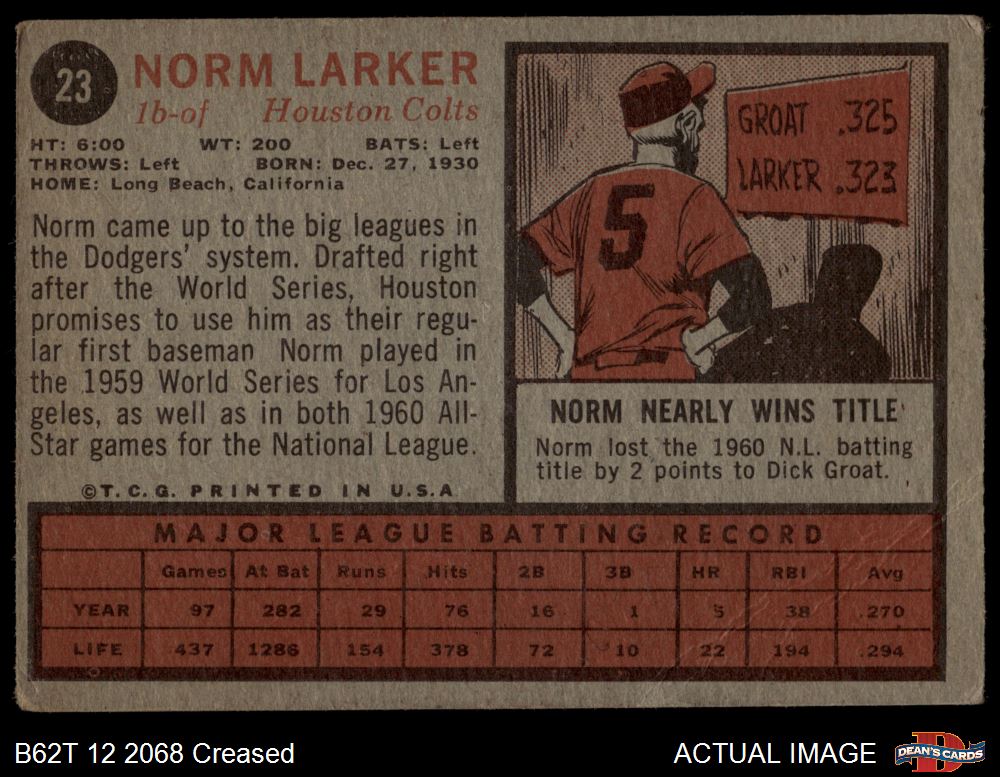 23
NORM LARKER
1b-of Houston Colts
HT: 6:00 WT: 200 BATS: Left
THROWS: Left BORN: Dec. 27, 1930
HOME: Long Beach, California
Norm came up to the big leagues in
the Dodgers' system. Drafted right
after the World Series, Houston
promises to use him as their regu-
lar first baseman Norm played in
the 1959 World Series for Los An-
geles, as well as in both 1960 All-
Star games for the National League.
©T. C. G. PRINTED IN U.S.A
GROAT .325
LARKER .323
5
NORM NEARLY WINS TITLE
Norm lost the 1960 N.L. batting
title by 2 points to Dick Groat.
MAJOR LEAGUE BATTING RECORD
Games At Bat Runs Hits 2B 3B HR RBI Avg
YEAR 97 282 29 76 16 1 5 38 .270
LIFE 437 1286 154 378 72 10 22 194 .294
B62T 12 2068 Creased
ACTUAL IMAGE
DEAN'S CARDS